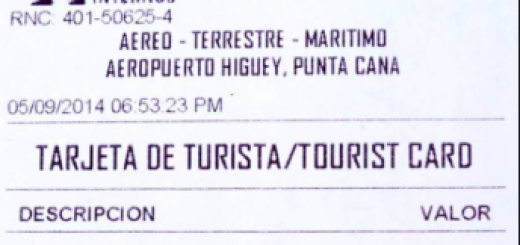 RNC: 401-50625-4
AEREO - TERRESTRE - MARITIMO
AEROPUERTO HIGUEY, PUNTA CANA
05/09/2014 06:53:23 PM
TARJETA DE TURISTA/TOURIST CARD
DESCRIPCION VALOR